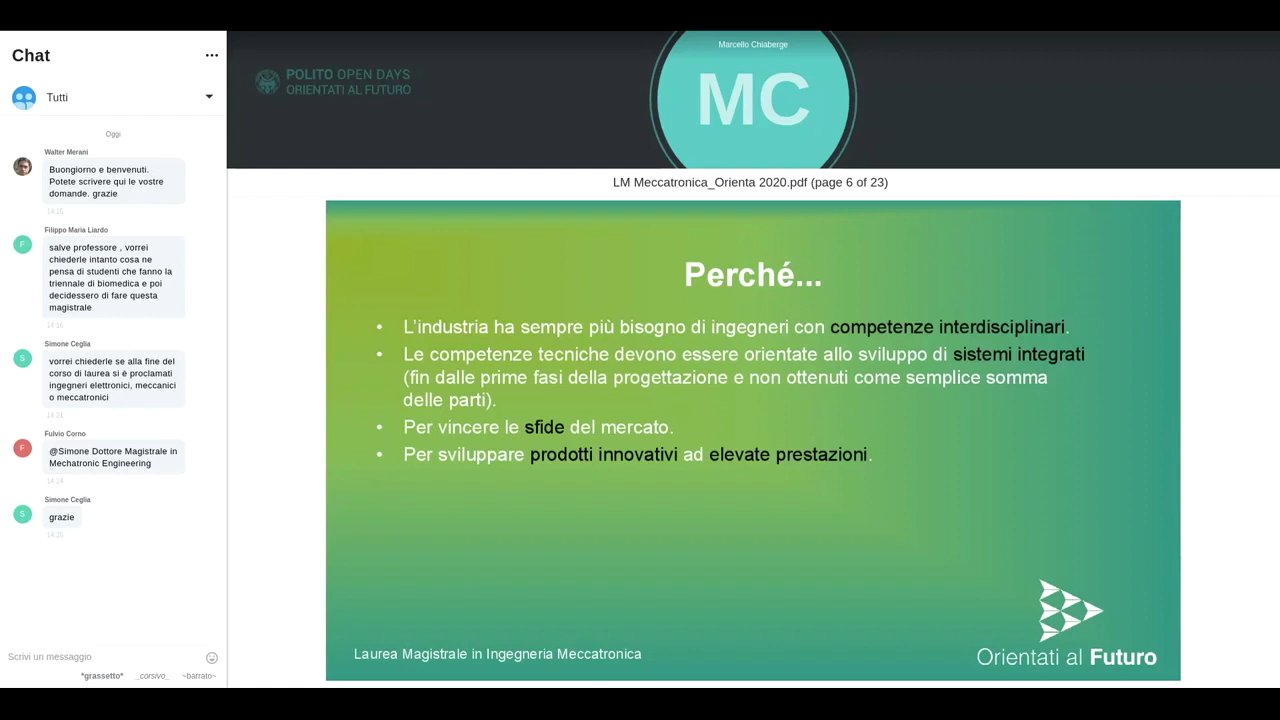 Chat
Tutti
Oggi
Walter Merani
Buongiorno e benvenuti.
Potete scrivere qui le vostre
domande. grazie
14:15
Filippo Maria Liardo
salve professore , vorrei
chiederle intanto cosa ne
pensa di studenti che fanno la
triennale di biomedica e poi
decidessero di fare questa
magistrale
14:16
Simone Ceglia
vorrei chiederle se alla fine del
corso di laurea si è proclamati
ingegneri elettronici, meccanici
o meccatronici
Fulvio Corno
@Simone Dottore Magistrale in
Mechatronic Engineering
Simone Ceglia
grazie
Scrivi un messaggio
*grassetto* _corsivo_ ~barrato~
POLITO OPEN DAYS
ORIENTATI AL FUTURO
Marcello Chiaberge
MC
LM Meccatronica_Orienta 2020.pdf (page 6 of 23)
Perché...
• L'industria ha sempre più bisogno di ingegneri con competenze interdisciplinari.
• Le competenze tecniche devono essere orientate allo sviluppo di sistemi integrati
(fin dalle prime fasi della progettazione e non ottenuti come semplice somma
delle parti).
• Per vincere le sfide del mercato.
• Per sviluppare prodotti innovativi ad elevate prestazioni.
Laurea Magistrale in Ingegneria Meccatronica
Orientati al Futuro